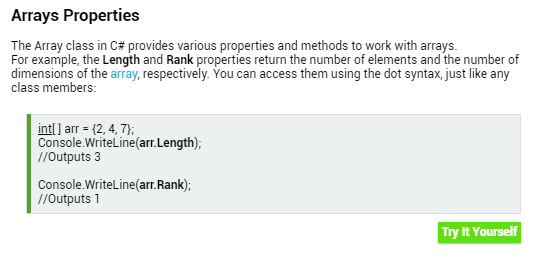 Arrays Properties
The Array class in C# provides various properties and methods to work with arrays.
For example, the Length and Rank properties return the number of elements and the number of
dimensions of the array, respectively. You can access them using the dot syntax, just like any
class members:
int[ ] arr = {2, 4, 7};
Console.WriteLine(arr.Length);
//Outputs 3
Console.WriteLine(arr.Rank);
//Outputs 1
Try It Yourself